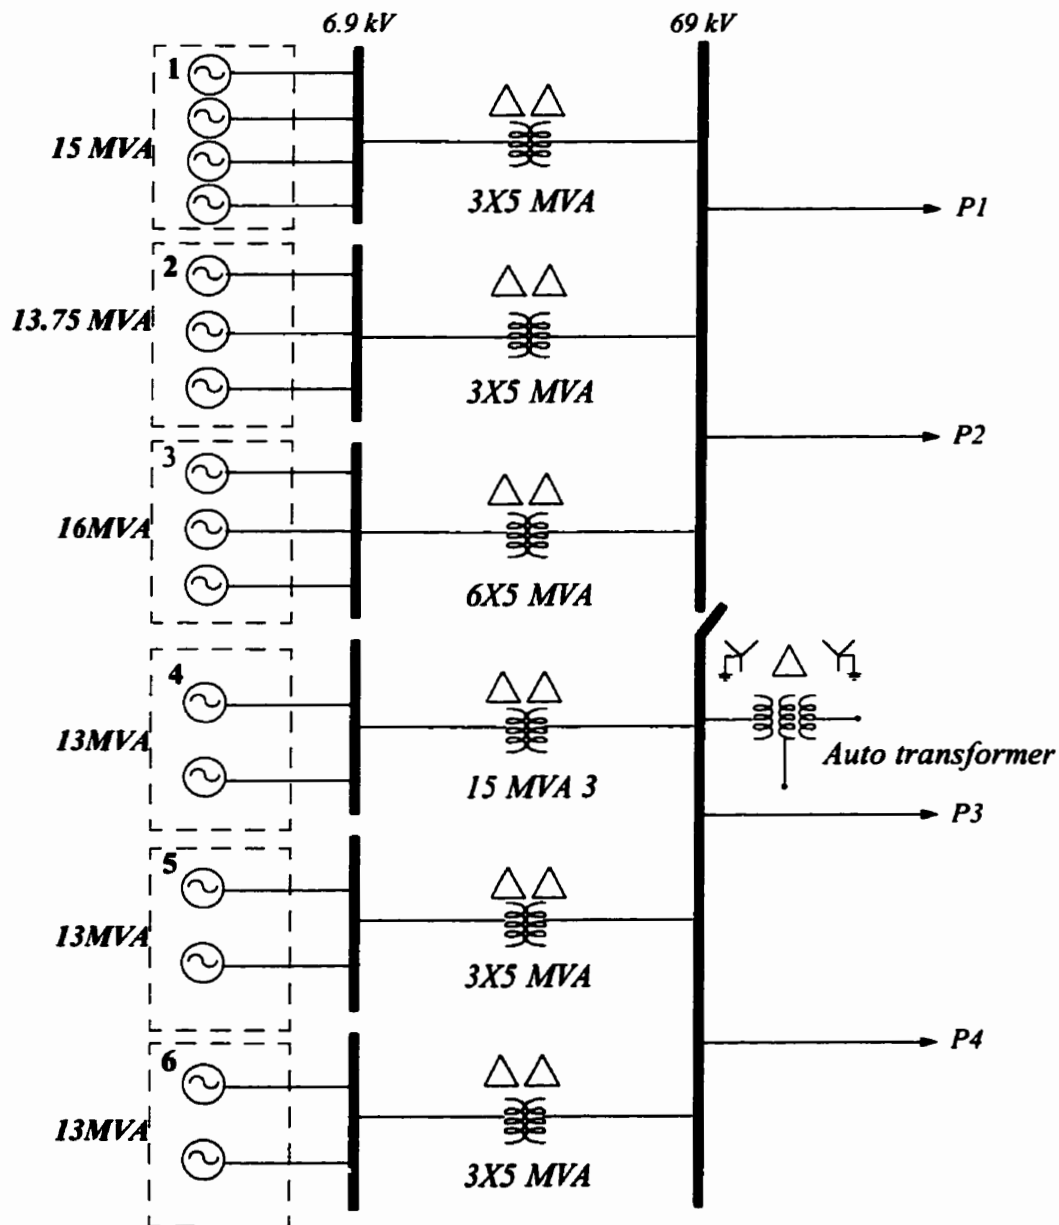 6.9 kV
69 kV
1
15 MVA
3X5 MVA
P1
2
13.75 MVA
3X5 MVA
P2
3
16MVA
6X5 MVA
4
13MVA
15 MVA 3
Auto transformer
P3
5
13MVA
3X5 MVA
P4
6
13MVA
3X5 MVA